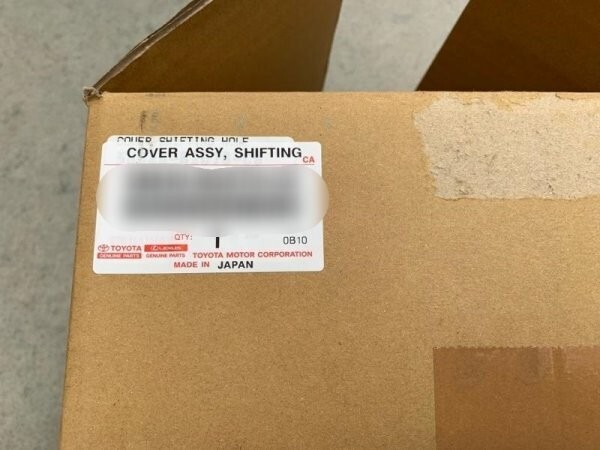 COVER SHIFTING HOLE
COVER ASSY, SHIFTING
CA
QTY: 1 0B10
TOYOTA GENUINE PARTS LEXUS GENUINE PARTS TOYOTA MOTOR CORPORATION
MADE IN JAPAN